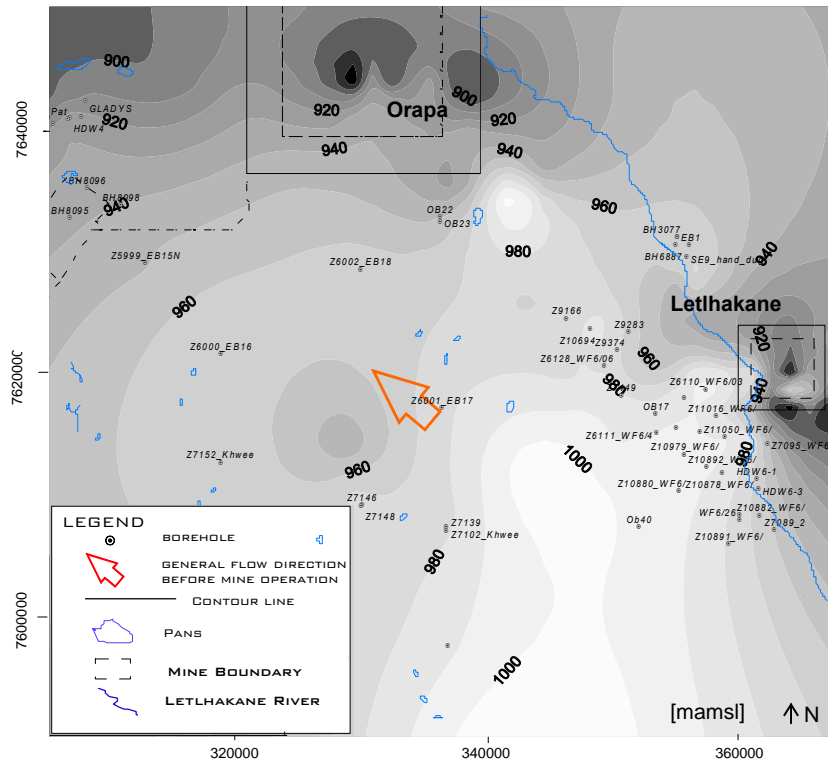 900
900
920
920
Orapa
Pat
GLADYS
HDW4
920
940
940
7640000
BH8096
BH8098
BH8095
940
960
OB22
OB23
980
BH3077
EB1
BH6887
SE9_hand_du
940
Z5999_EB15N
Z6002_EB18
960
Letlhakane
Z9166
Z9283
Z10694
Z9374
920
960
Z6000_EB16
Z6128_WF6/06
7620000
980
Z6110_WF6/03
940
Z6001_EB17
OB17
Z11016_WF6/
Z11050_WF6/
Z6111_WF6/4
Z7095_WF6
Z10979_WF6/
980
1000
Z10892_WF6/
Z7152_Khwee
960
HDW6-1
Z10880_WF6/
Z10878_WF6/
HDW6-3
Z7146
Z10882_WF6/
Z7148
WF6/26
Z7139
Ob40
Z7089_2
Z7102_Khwee
Z10891_WF6/
980
7600000
1000
LEGEND
BOREHOLE
GENERAL FLOW DIRECTION
BEFORE MINE OPERATION
CONTOUR LINE
PANS
MINE BOUNDARY
LETLHAKANE RIVER
[mamsl]
N
320000
340000
360000